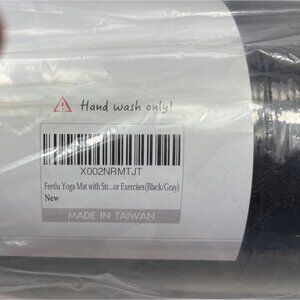 Hand wash only!
X002NRMTJT
Feetlu Yoga Mat with Str...or Exercises(Black/Gray)
New
MADE IN TAIWAN